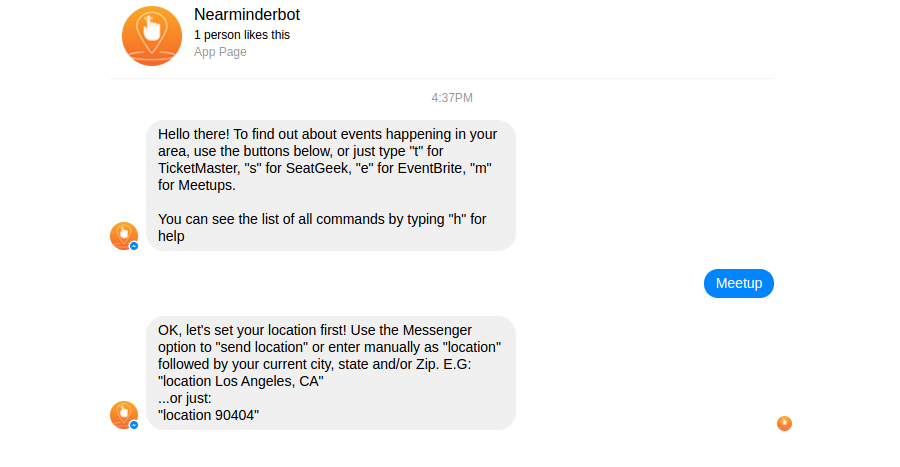 Nearminderbot
1 person likes this
App Page
4:37PM
Hello there! To find out about events happening in your
area, use the buttons below, or just type "t" for
TicketMaster, "s" for SeatGeek, "e" for EventBrite, "m"
for Meetups.
You can see the list of all commands by typing "h" for
help
Meetup
OK, let's set your location first! Use the Messenger
option to "send location" or enter manually as "location"
followed by your current city, state and/or Zip. E.G:
"location Los Angeles, CA"
...or just:
"location 90404"